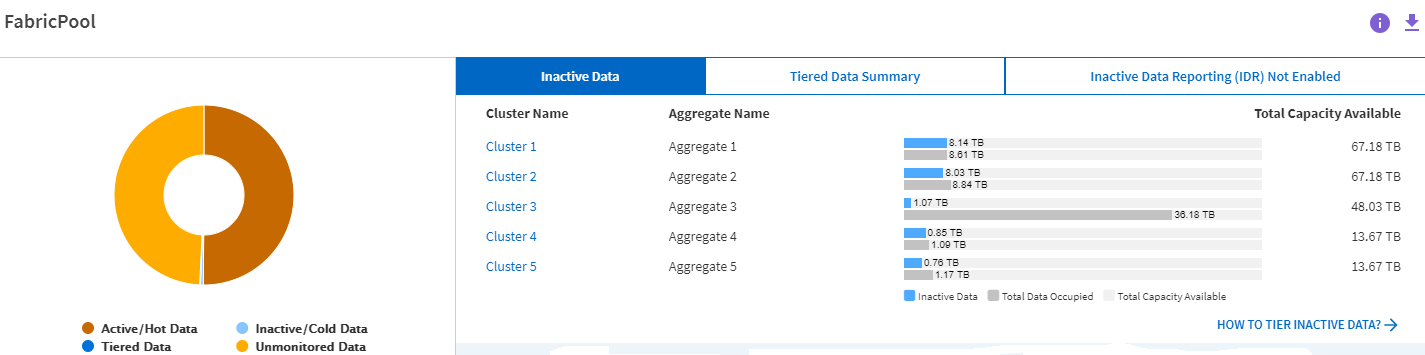 FabricPool
Inactive Data
Tiered Data Summary
Inactive Data Reporting (IDR) Not Enabled
Cluster Name Aggregate Name Total Capacity Available
Cluster 1 Aggregate 1 8.14 TB 8.61 TB 67.18 TB
Cluster 2 Aggregate 2 8.03 TB 8.84 TB 67.18 TB
Cluster 3 Aggregate 3 1.07 TB 36.18 TB 48.03 TB
Cluster 4 Aggregate 4 0.85 TB 1.09 TB 13.67 TB
Cluster 5 Aggregate 5 0.76 TB 1.17 TB 13.67 TB
Inactive Data Total Data Occupied Total Capacity Available
HOW TO TIER INACTIVE DATA?
Active/Hot Data Inactive/Cold Data
Tiered Data Unmonitored Data